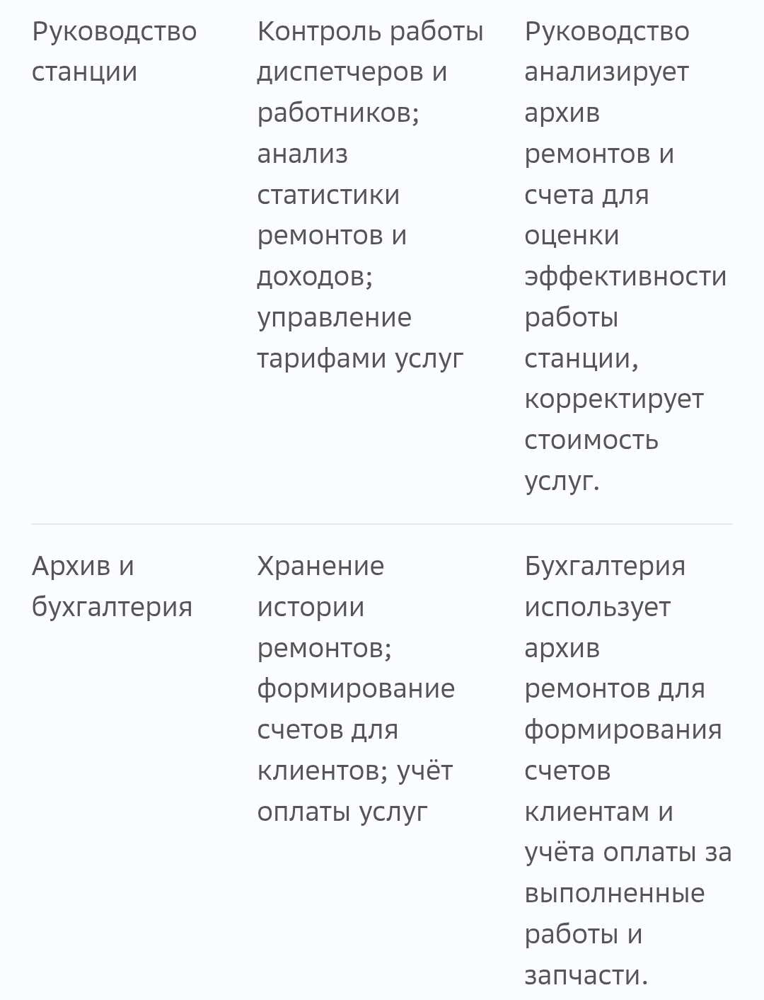 Руководство
станции
Контроль работы
диспетчеров и
работников;
анализ
статистики
ремонтов и
доходов;
управление
тарифами услуг
Руководство
анализирует
архив
ремонтов и
счета для
оценки
эффективности
работы
станции,
корректирует
стоимость
услуг.
Архив и
бухгалтерия
Хранение
истории
ремонтов;
формирование
счетов для
клиентов; учёт
оплаты услуг
Бухгалтерия
использует
архив
ремонтов для
формирования
счетов
клиентам и
учёта оплаты за
выполненные
работы и
запчасти.